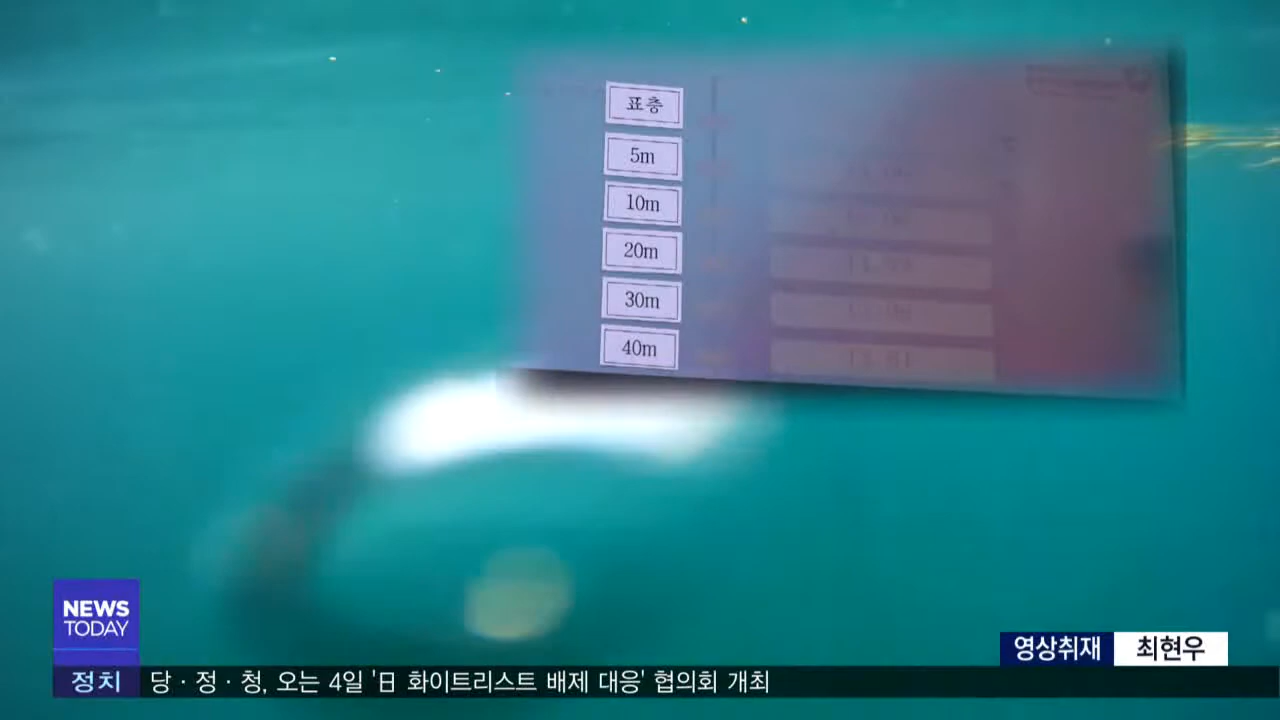 표층
5m
10m
20m
30m
40m
NEWS
TODAY
영상취재 최현우
정치 당·정·청, 오는 4일 '日 화이트리스트 배제 대응' 협의회 개최